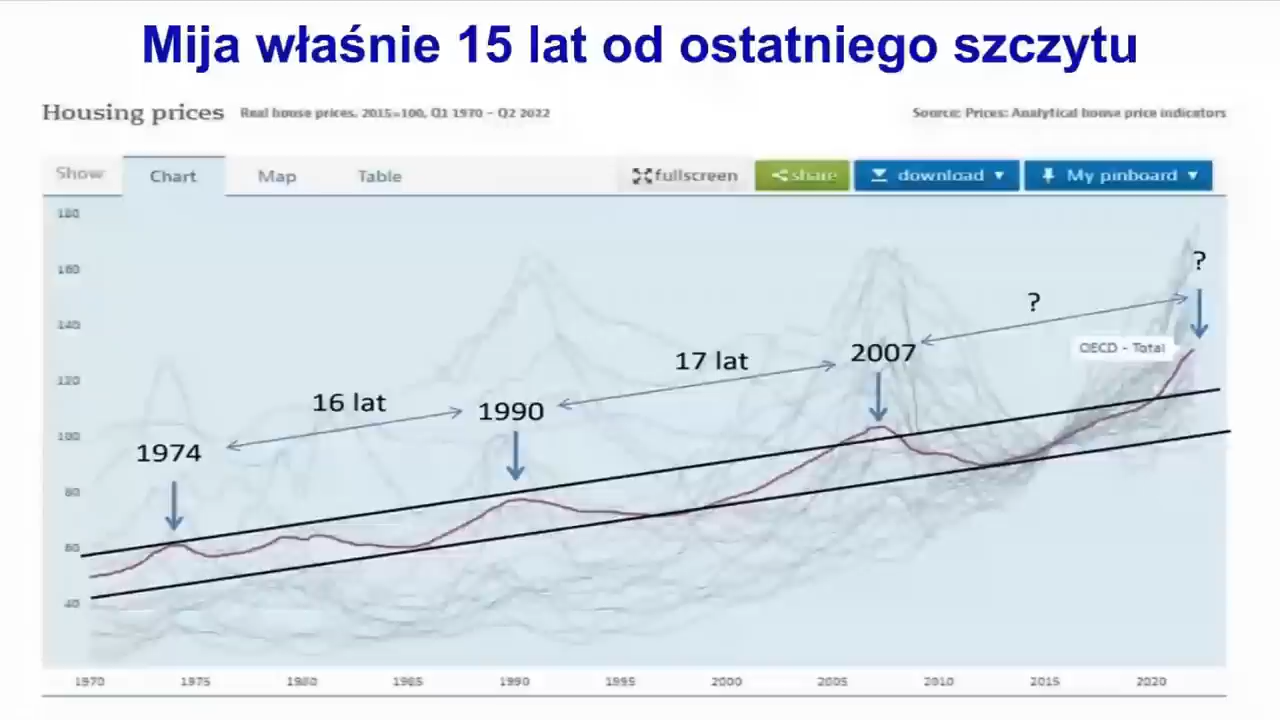 Mija właśnie 15 lat od ostatniego szczytu
Housing prices Real house prices, 2015=100, Q1 1970 – Q2 2022 Source: Prices: Analytical house price indicators
Show Chart Map Table fullscreen share download My pinboard
180
160
140
120
100
80
60
40
?
?
OECD - Total
2007
17 lat
1990
16 lat
1974
1970 1975 1980 1985 1990 1995 2000 2005 2010 2015 2020